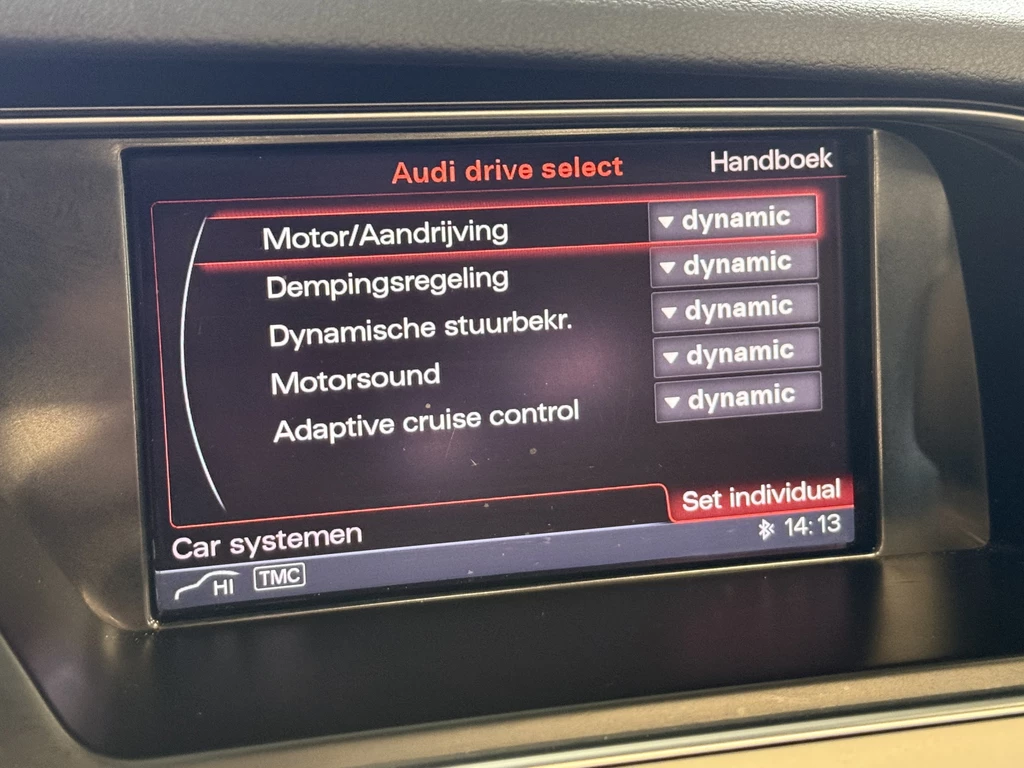 Audi drive select
Handboek
Motor/Aandrijving dynamic
Dempingsregeling dynamic
Dynamische stuurbekr. dynamic
Motorsound dynamic
Adaptive cruise control dynamic
Set individual
Car systemen
14:13
HI TMC